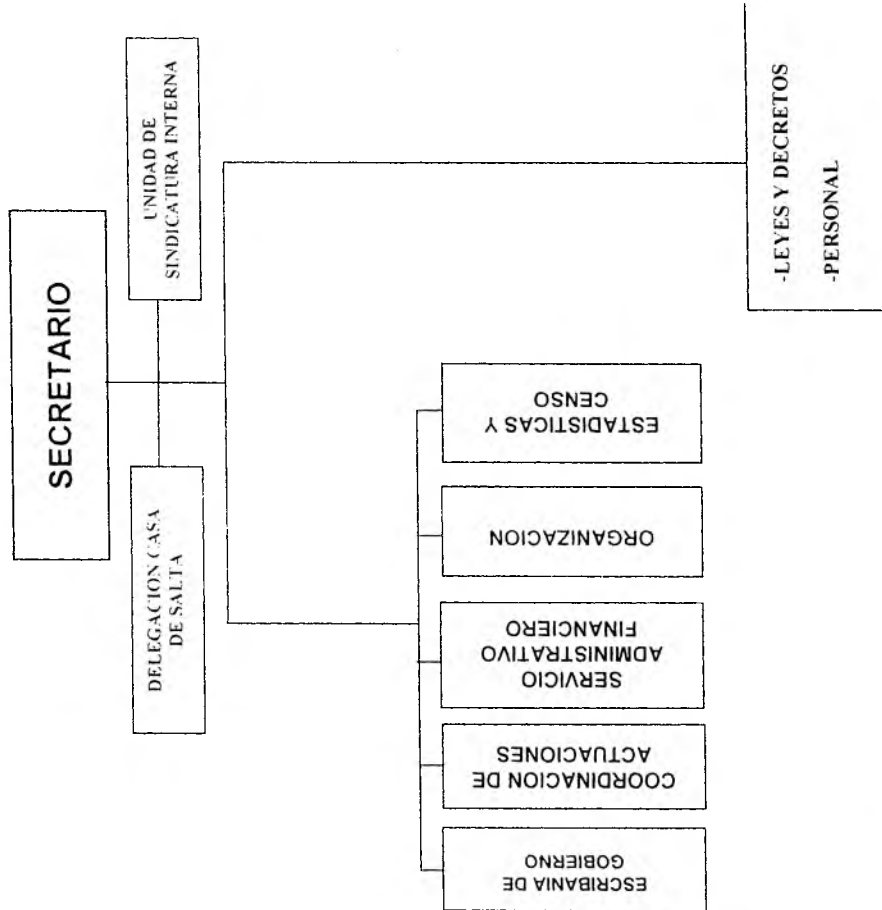 SECRETARIO
DELEGACION CASA
DE SALTA
UNIDAD DE
SINDICATURA INTERNA
ESCRIBANIA DE
GOBIERNO
COORDINACION DE
ACTUACIONES
SERVICIO
ADMINISTRATIVO
FINANCIERO
ORGANIZACION
ESTADISTICAS Y
CENSO
-LEYES Y DECRETOS
-PERSONAL